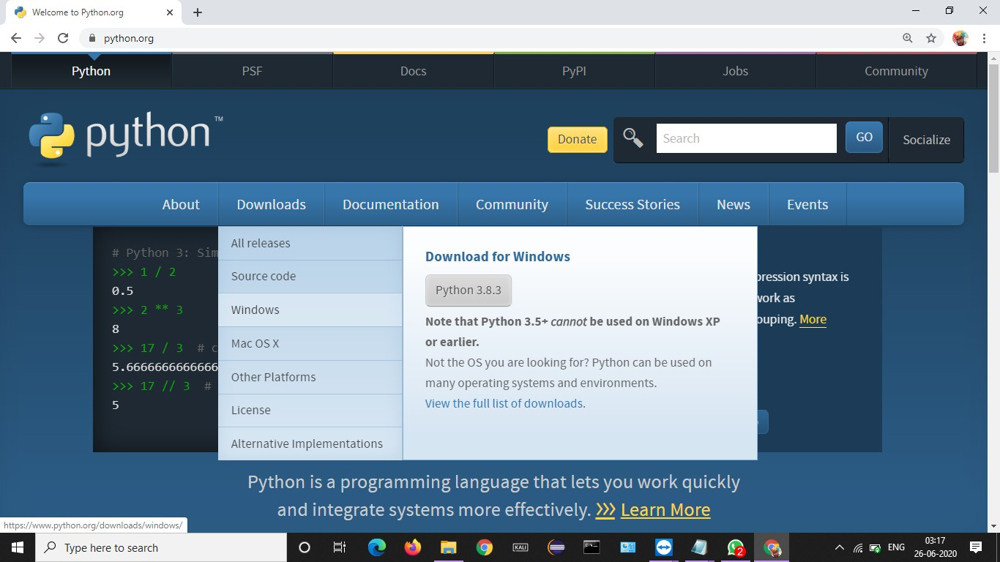 Welcome to Python.org
python.org
Python PSF Docs PyPI Jobs Community
python TM
Donate Search GO Socialize
About Downloads Documentation Community Success Stories News Events
# Python 3: Sim
>>> 1 / 2
0.5
>>> 2 ** 3
8
>>> 17 / 3 # c
5.6666666666666
>>> 17 // 3 #
5
All releases
Source code
Windows
Mac OS X
Other Platforms
License
Alternative Implementations
Download for Windows
Python 3.8.3
Note that Python 3.5+ cannot be used on Windows XP
or earlier.
Not the OS you are looking for? Python can be used on
many operating systems and environments.
View the full list of downloads.
pression syntax is
work as
ouping. More
Python is a programming language that lets you work quickly
and integrate systems more effectively. >>> Learn More
https://www.python.org/downloads/windows/
Type here to search
KALI
2
ENG
03:17
26-06-2020